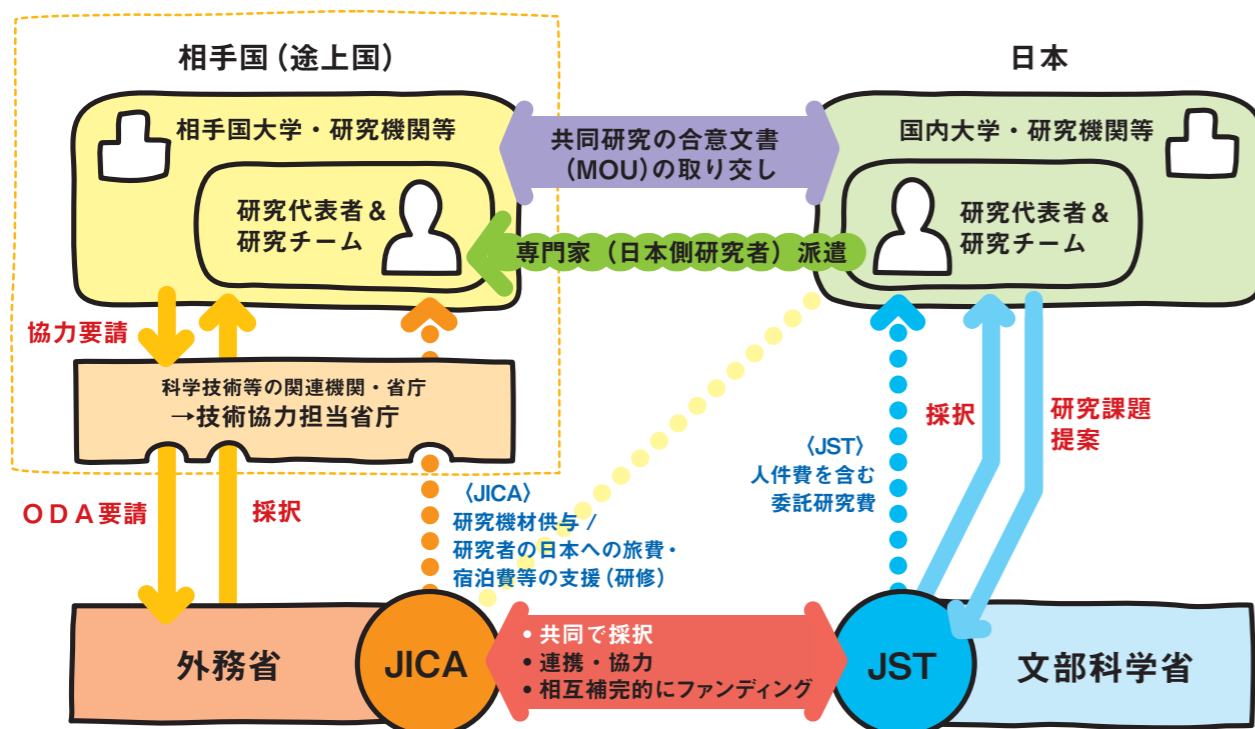 相手国（途上国）
日本
相手国大学・研究機関等
研究代表者＆
研究チーム
共同研究の合意文書
(MOU)の取り交し
国内大学・研究機関等
研究代表者＆
研究チーム
専門家（日本側研究者）派遣
協力要請
科学技術等の関連機関・省庁
→技術協力担当省庁
ODA要請
採択
〈JICA〉
研究機材供与 /
研究者の日本への旅費・
宿泊費等の支援（研修）
〈JST〉
人件費を含む
委託研究費
採択
研究課題
提案
外務省
JICA
• 共同で採択
• 連携・協力
• 相互補完的にファンディング
JST
文部科学省